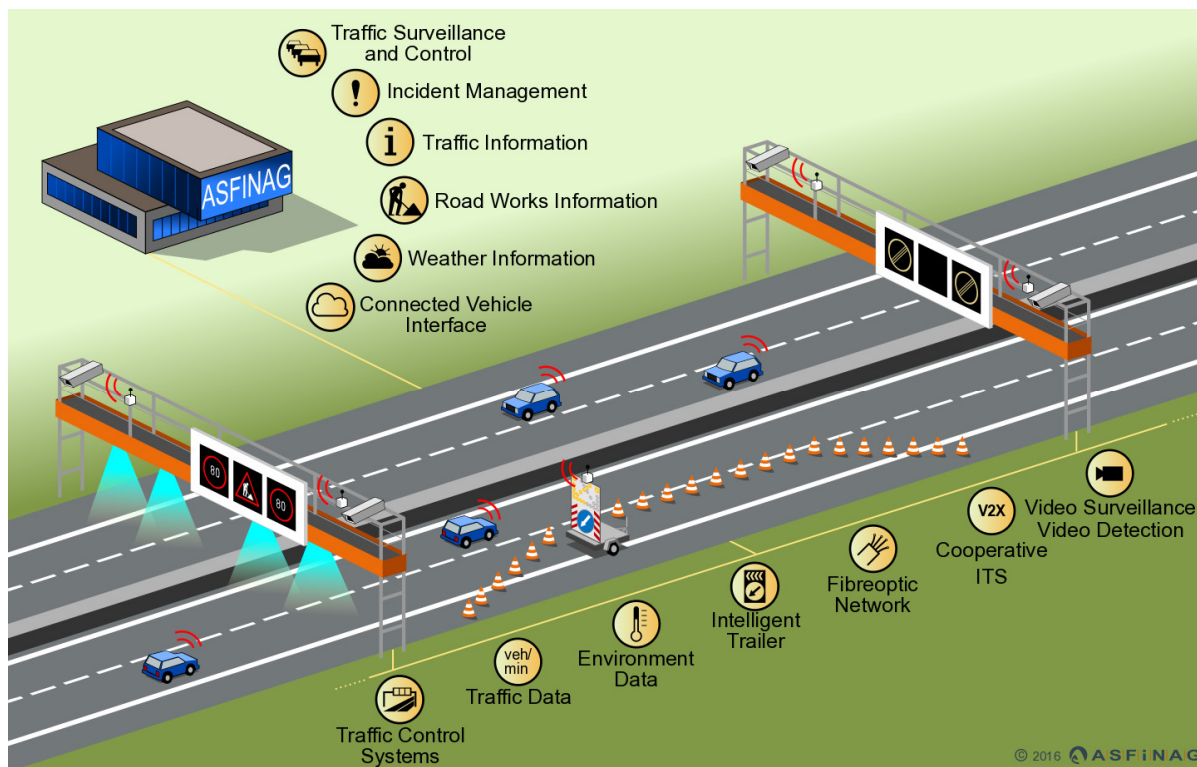 Traffic Surveillance
and Control
Incident Management
i
Traffic Information
ASFINAG
Road Works Information
Weather Information
Connected Vehicle
Interface
80
80
V2X
Video Surveillance
Video Detection
Cooperative
ITS
Fibreoptic
Network
Intelligent
Trailer
Environment
Data
veh/
min
Traffic Data
Traffic Control
Systems
© 2016 ASFiNAG